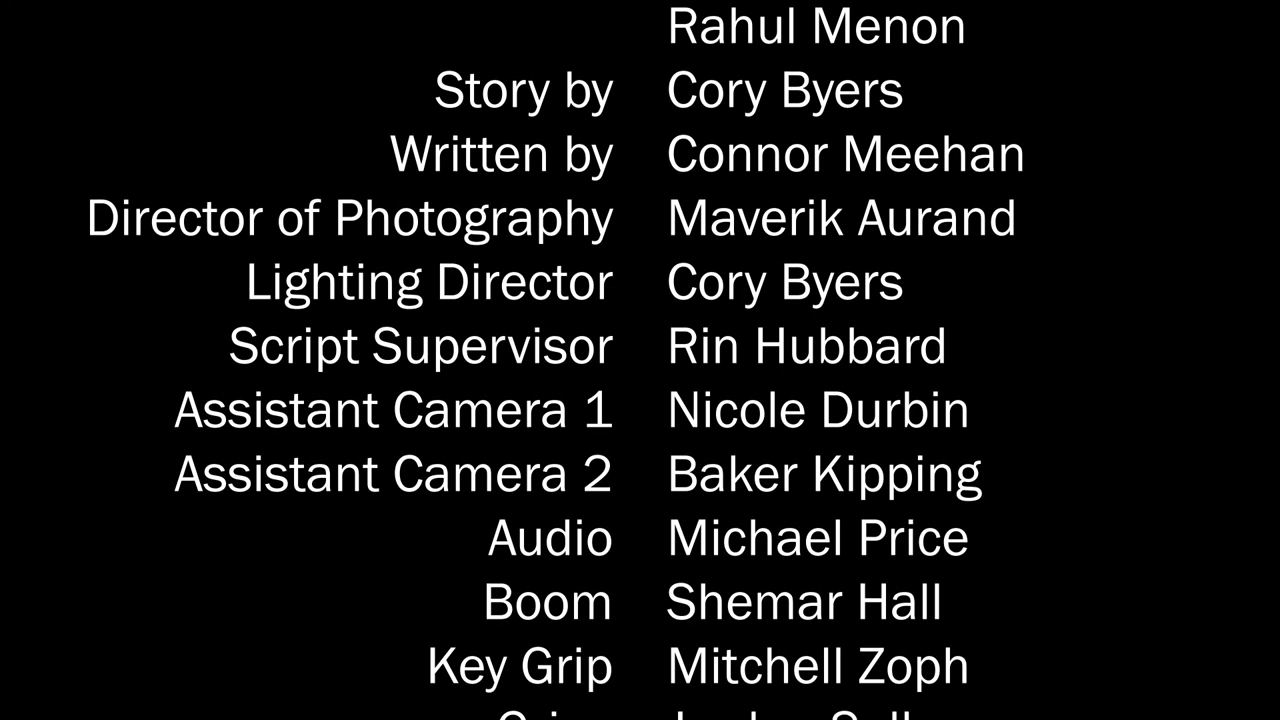 Rahul Menon
Story by Cory Byers
Written by Connor Meehan
Director of Photography Maverik Aurand
Lighting Director Cory Byers
Script Supervisor Rin Hubbard
Assistant Camera 1 Nicole Durbin
Assistant Camera 2 Baker Kipping
Audio Michael Price
Boom Shemar Hall
Key Grip Mitchell Zoph